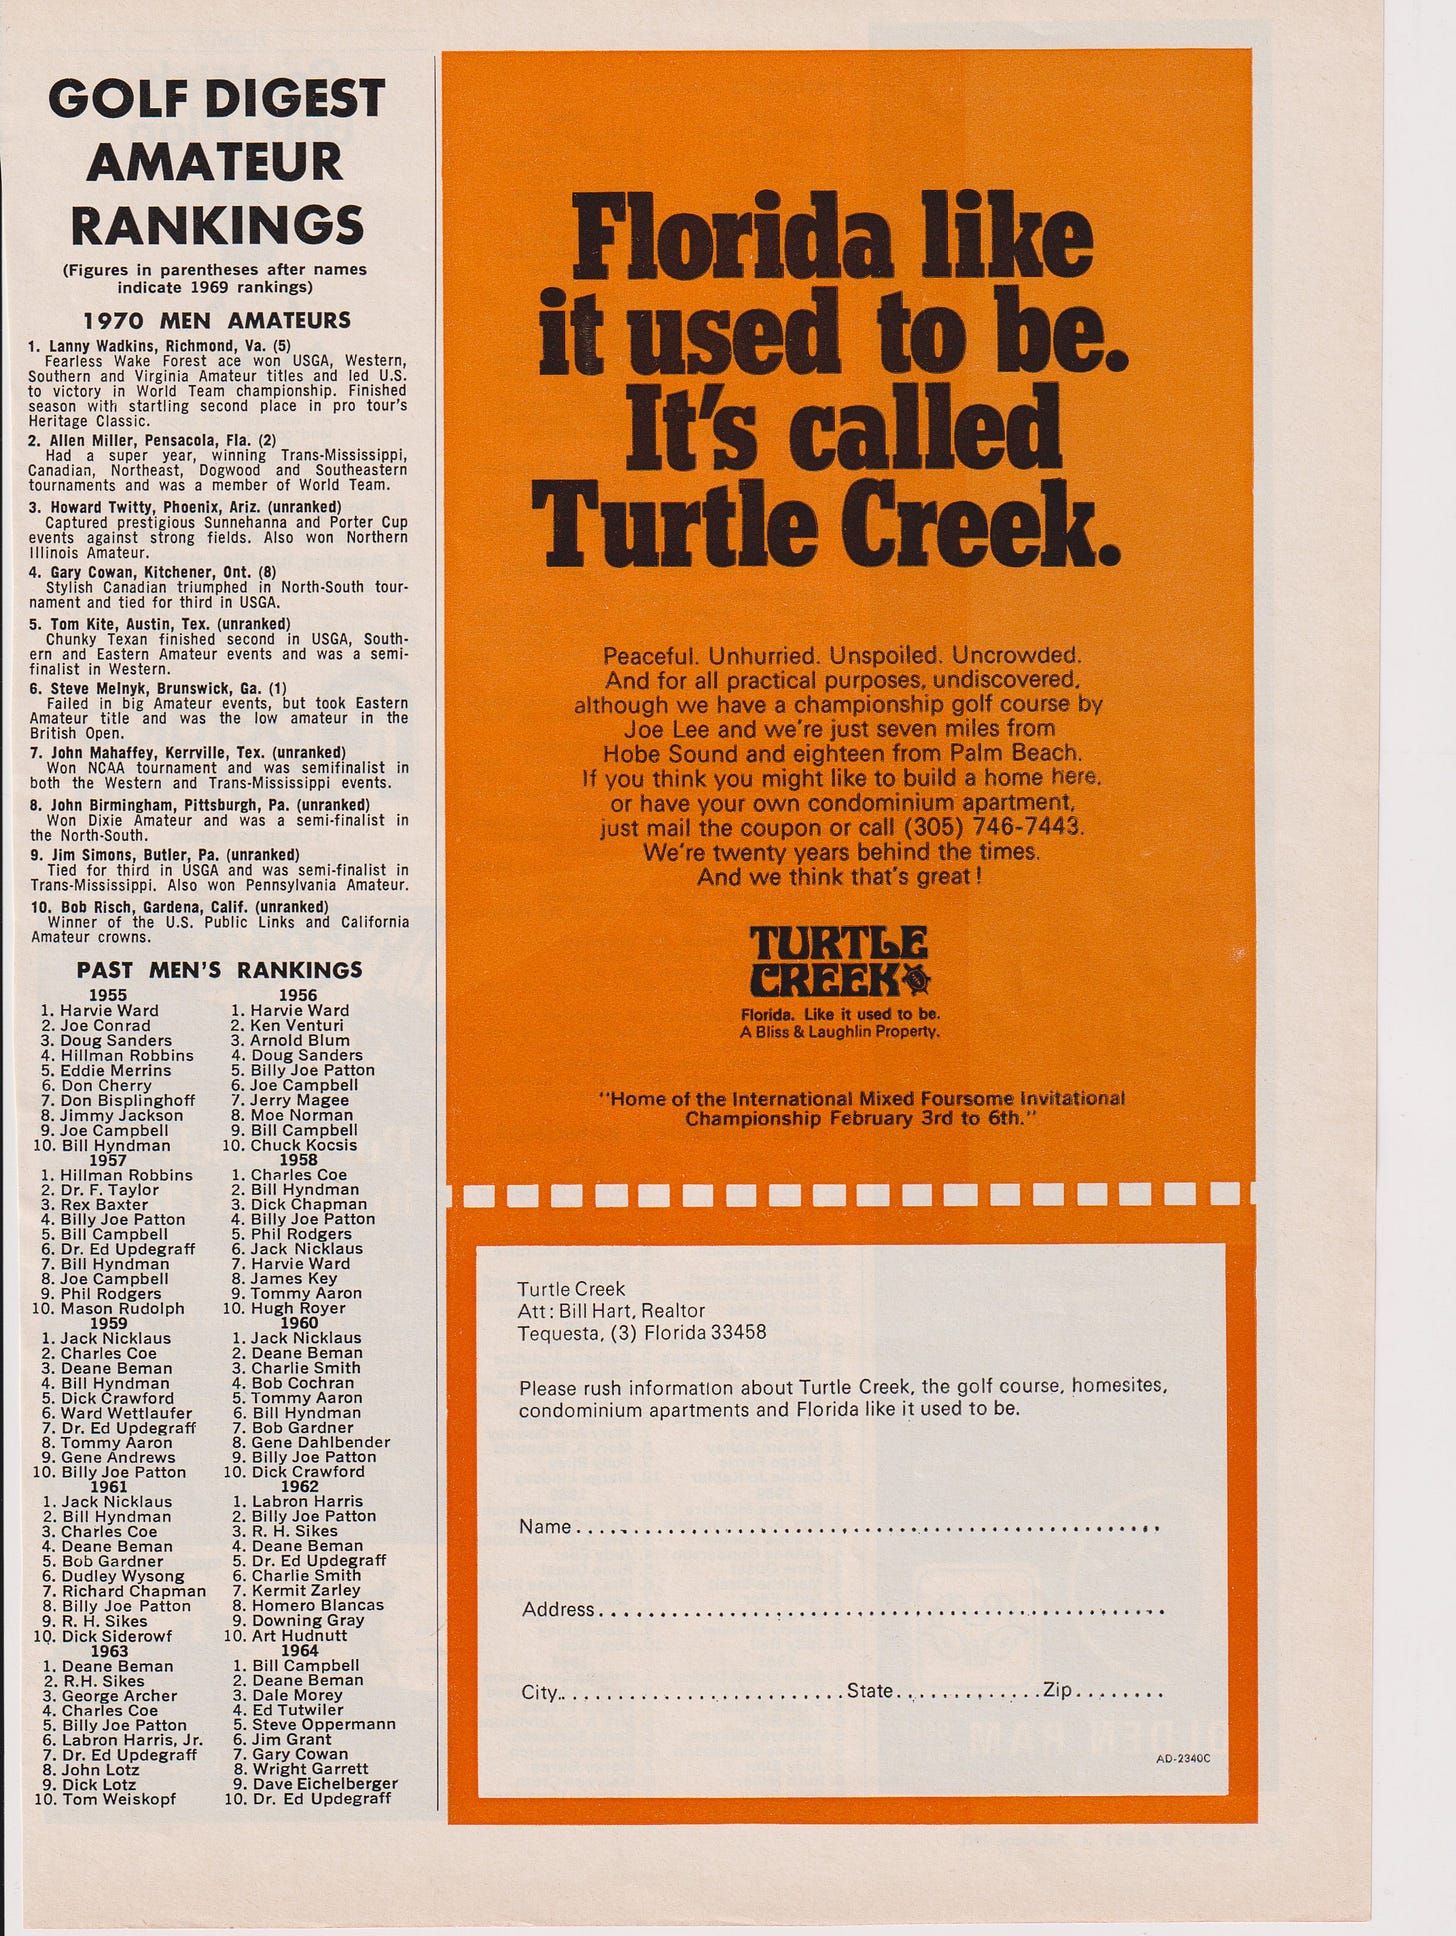 GOLF DIGEST
AMATEUR
RANKINGS
(Figures in parentheses after names
indicate 1969 rankings)
1970 MEN AMATEURS
1. Lanny Wadkins, Richmond, Va. (5)
Fearless Wake Forest ace won USGA, Western,
Southern and Virginia Amateur titles and led U.S.
to victory in World Team championship. Finished
season with startling second place in pro tour's
Heritage Classic.
2. Allen Miller, Pensacola, Fla. (2)
Had a super year, winning Trans-Mississippi,
Canadian, Northeast, Dogwood and Southeastern
tournaments and was a member of World Team.
3. Howard Twitty, Phoenix, Ariz. (unranked)
Captured prestigious Sunnehanna and Porter Cup
events against strong fields. Also won Northern
Illinois Amateur.
4. Gary Cowan, Kitchener, Ont. (8)
Stylish Canadian triumphed in North-South tour-
nament and tied for third in USGA.
5. Tom Kite, Austin, Tex. (unranked)
Chunky Texan finished second in USGA, South-
ern and Eastern Amateur events and was a semi-
finalist in Western.
6. Steve Melnyk, Brunswick, Ga. (1)
Failed in big Amateur events, but took Eastern
Amateur title and was the low amateur in the
British Open.
7. John Mahaffey, Kerrville, Tex. (unranked)
Won NCAA tournament and was semifinalist in
both the Western and Trans-Mississippi events.
8. John Birmingham, Pittsburgh, Pa. (unranked)
Won Dixie Amateur and was a semi-finalist in
the North-South.
9. Jim Simons, Butler, Pa. (unranked)
Tied for third in USGA and was semi-finalist in
Trans-Mississippi. Also won Pennsylvania Amateur.
10. Bob Risch, Gardena, Calif. (unranked)
Winner of the U.S. Public Links and California
Amateur crowns.
PAST MEN'S RANKINGS
1955
1. Harvie Ward
2. Joe Conrad
3. Doug Sanders
4. Hillman Robbins
5. Eddie Merrins
6. Don Cherry
7. Don Bisplinghoff
8. Jimmy Jackson
9. Joe Campbell
10. Bill Hyndman
1956
1. Harvie Ward
2. Ken Venturi
3. Arnold Blum
4. Doug Sanders
5. Billy Joe Patton
6. Joe Campbell
7. Jerry Magee
8. Moe Norman
9. Bill Campbell
10. Chuck Kocsis
1957
1. Hillman Robbins
2. Dr. F. Taylor
3. Rex Baxter
4. Billy Joe Patton
5. Bill Campbell
6. Dr. Ed Updegraff
7. Bill Hyndman
8. Joe Campbell
9. Phil Rodgers
10. Mason Rudolph
1958
1. Charles Coe
2. Bill Hyndman
3. Dick Chapman
4. Billy Joe Patton
5. Phil Rodgers
6. Jack Nicklaus
7. Harvie Ward
8. James Key
9. Tommy Aaron
10. Hugh Royer
1959
1. Jack Nicklaus
2. Charles Coe
3. Deane Beman
4. Bill Hyndman
5. Dick Crawford
6. Ward Wettlaufer
7. Dr. Ed Updegraff
8. Tommy Aaron
9. Gene Andrews
10. Billy Joe Patton
1960
1. Jack Nicklaus
2. Deane Beman
3. Charlie Smith
4. Bob Cochran
5. Tommy Aaron
6. Bill Hyndman
7. Bob Gardner
8. Gene Dahlbender
9. Billy Joe Patton
10. Dick Crawford
1961
1. Jack Nicklaus
2. Bill Hyndman
3. Charles Coe
4. Deane Beman
5. Bob Gardner
6. Dudley Wysong
7. Richard Chapman
8. Billy Joe Patton
9. R. H. Sikes
10. Dick Siderowf
1962
1. Labron Harris
2. Billy Joe Patton
3. R. H. Sikes
4. Deane Beman
5. Dr. Ed Updegraff
6. Charlie Smith
7. Kermit Zarley
8. Homero Blancas
9. Downing Gray
10. Art Hudnutt
1963
1. Deane Beman
2. R.H. Sikes
3. George Archer
4. Charles Coe
5. Billy Joe Patton
6. Labron Harris, Jr.
7. Dr. Ed Updegraff
8. John Lotz
9. Dick Lotz
10. Tom Weiskopf
1964
1. Bill Campbell
2. Deane Beman
3. Dale Morey
4. Ed Tutwiler
5. Steve Oppermann
6. Jim Grant
7. Gary Cowan
8. Wright Garrett
9. Dave Eichelberger
10. Dr. Ed Updegraff
Florida like
it used to be.
It's called
Turtle Creek.
Peaceful. Unhurried. Unspoiled. Uncrowded.
And for all practical purposes, undiscovered,
although we have a championship golf course by
Joe Lee and we're just seven miles from
Hobe Sound and eighteen from Palm Beach.
If you think you might like to build a home here,
or have your own condominium apartment,
just mail the coupon or call (305) 746-7443.
We're twenty years behind the times.
And we think that's great!
TURTLE
CREEK
Florida. Like it used to be.
A Bliss & Laughlin Property.
"Home of the International Mixed Foursome Invitational
Championship February 3rd to 6th."
Turtle Creek
Att: Bill Hart, Realtor
Tequesta, (3) Florida 33458
Please rush information about Turtle Creek, the golf course, homesites,
condominium apartments and Florida like it used to be.
Name
Address
City State Zip
AD-2340C